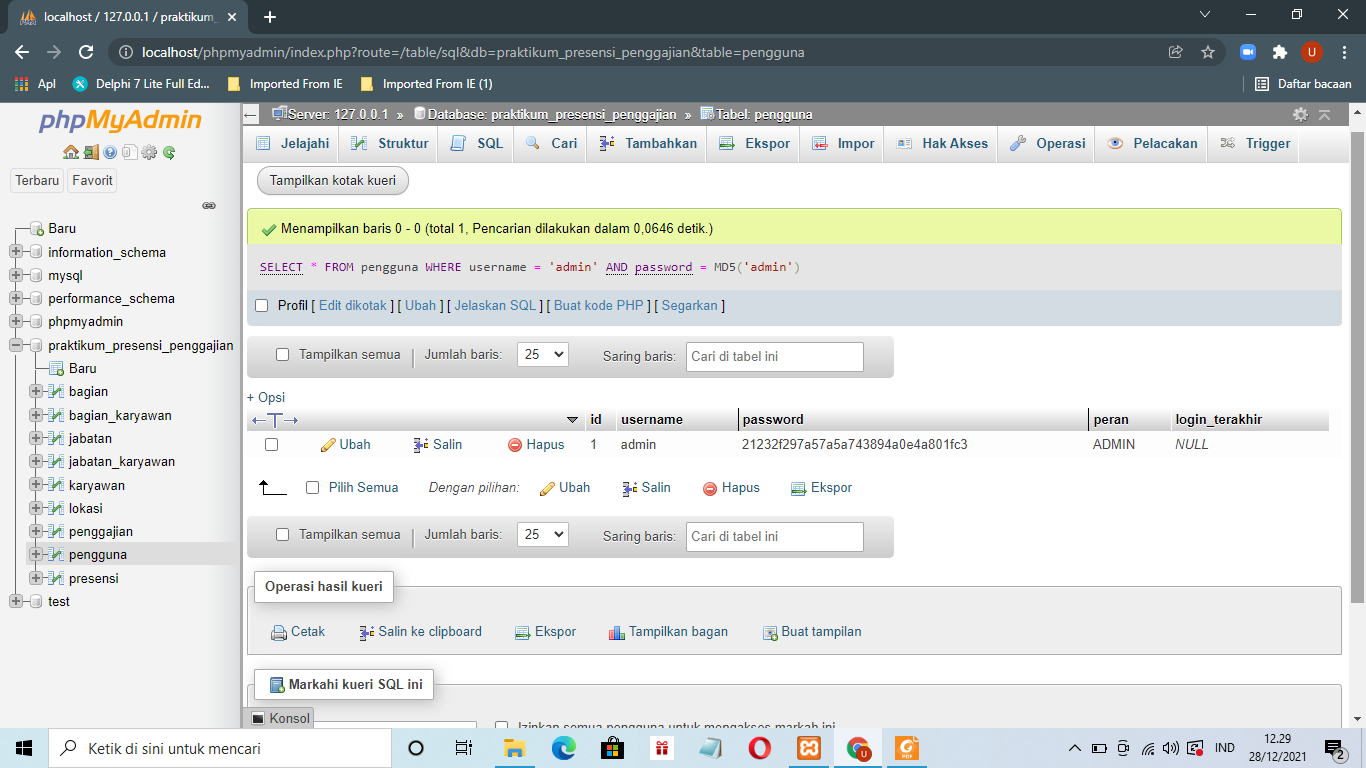 localhost / 127.0.0.1 / praktikum_
localhost/phpmyadmin/index.php?route=/table/sql&db=praktikum_presensi_penggajian&table=pengguna
U
Apl Delphi 7 Lite Full Ed... Imported From IE Imported From IE (1) Daftar bacaan
phpMyAdmin
Terbaru Favorit
Baru
information_schema
mysql
performance_schema
phpmyadmin
praktikum_presensi_penggajian
Baru
bagian
bagian_karyawan
jabatan
jabatan_karyawan
karyawan
lokasi
penggajian
pengguna
presensi
test
Server: 127.0.0.1 » Database: praktikum_presensi_penggajian » Tabel: pengguna
Jelajahi Struktur SQL Cari Tambahkan Ekspor Impor Hak Akses Operasi Pelacakan Trigger
Tampilkan kotak kueri
Menampilkan baris 0 - 0 (total 1, Pencarian dilakukan dalam 0,0646 detik.)
SELECT * FROM pengguna WHERE username = 'admin' AND password = MD5('admin')
Profil [ Edit dikotak ] [ Ubah ] [ Jelaskan SQL ] [ Buat kode PHP ] [ Segarkan ]
Tampilkan semua | Jumlah baris: 25 Saring baris: Cari di tabel ini
+ Opsi
←T→ id username password peran login_terakhir
Ubah Salin Hapus 1 admin 21232f297a57a5a743894a0e4a801fc3 ADMIN NULL
Pilih Semua Dengan pilihan: Ubah Salin Hapus Ekspor
Tampilkan semua | Jumlah baris: 25 Saring baris: Cari di tabel ini
Operasi hasil kueri
Cetak Salin ke clipboard Ekspor Tampilkan bagan Buat tampilan
Markahi kueri SQL ini
Konsol
Izinkan semua pengguna untuk mengakses markah ini
Ketik di sini untuk mencari
U
PDF
IND
12.29
28/12/2021
2